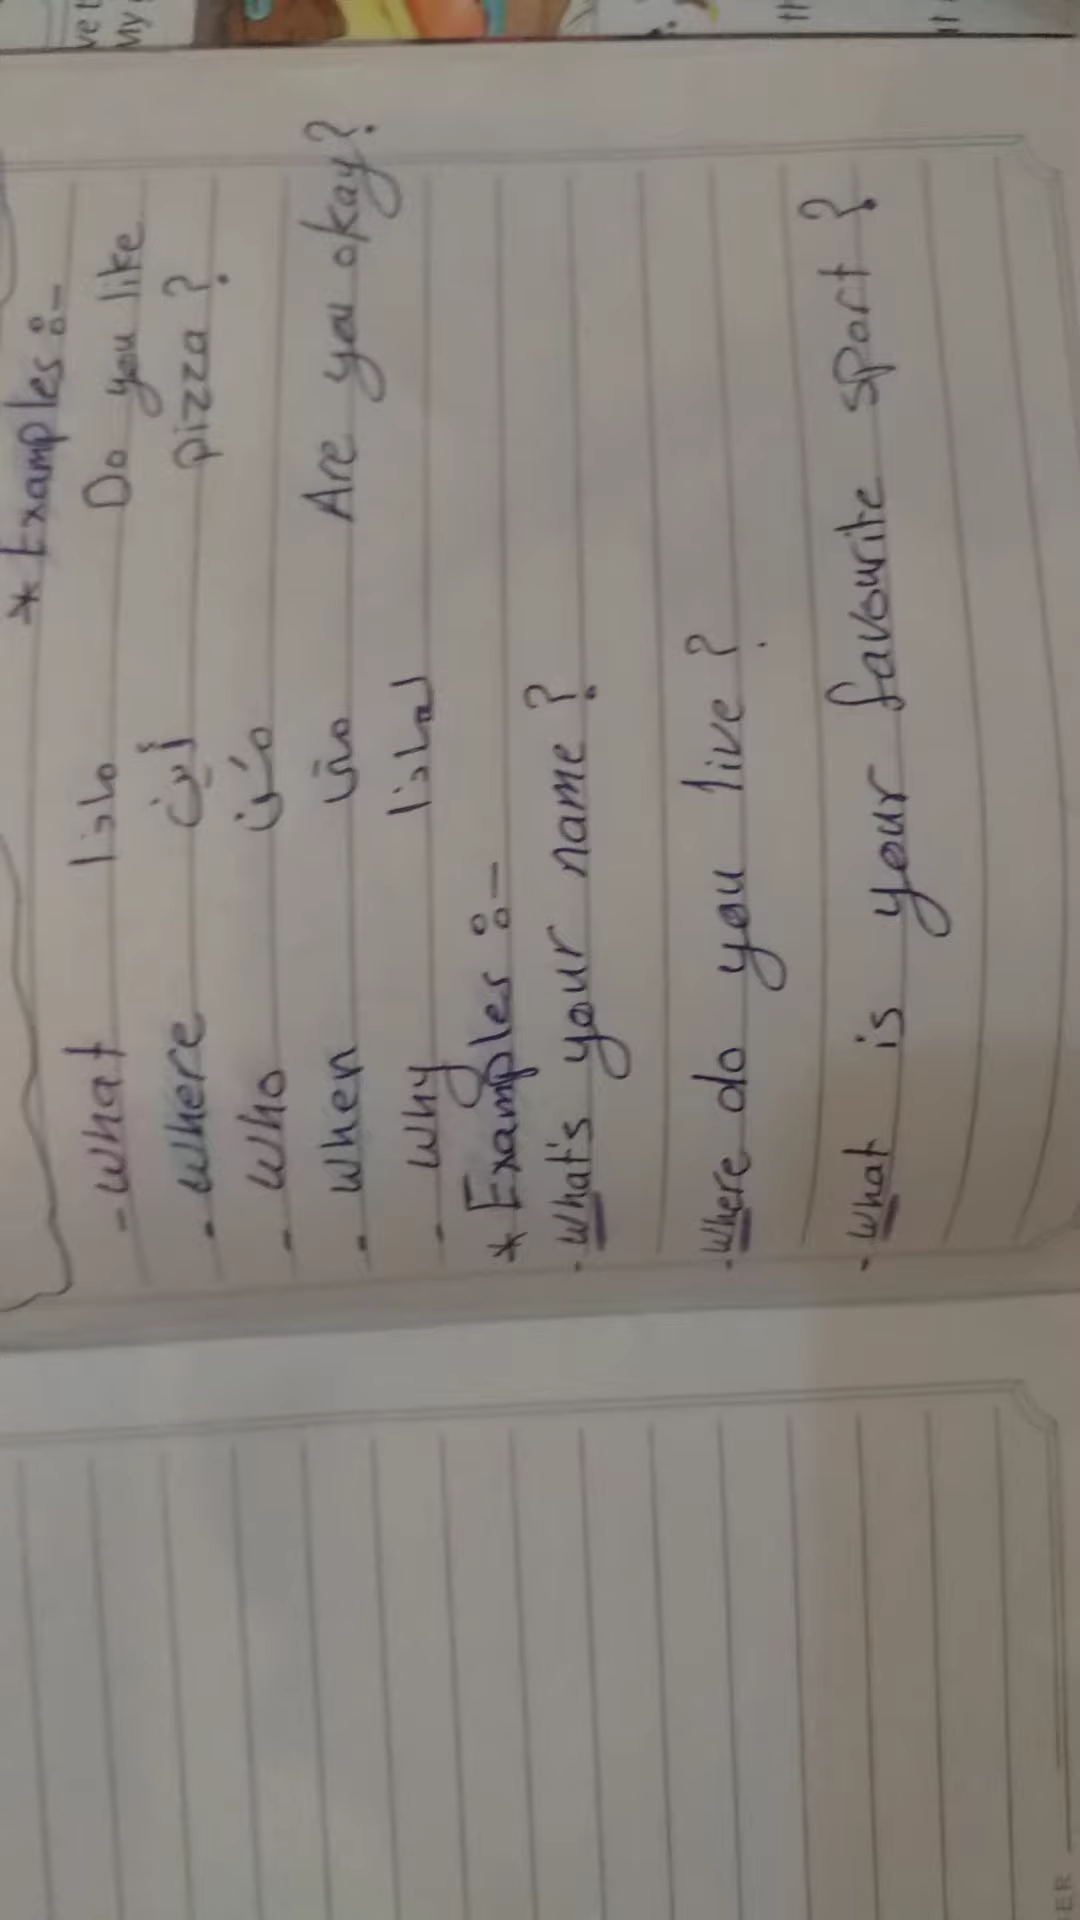 * Examples :-
- What ماذا Do you like
- Where أين pizza ?
- Who مَن
- When متى Are you okay?
- Why لماذا
* Examples :-
- What's your name ?
- Where do you live ?
- What is your favourite sport ?